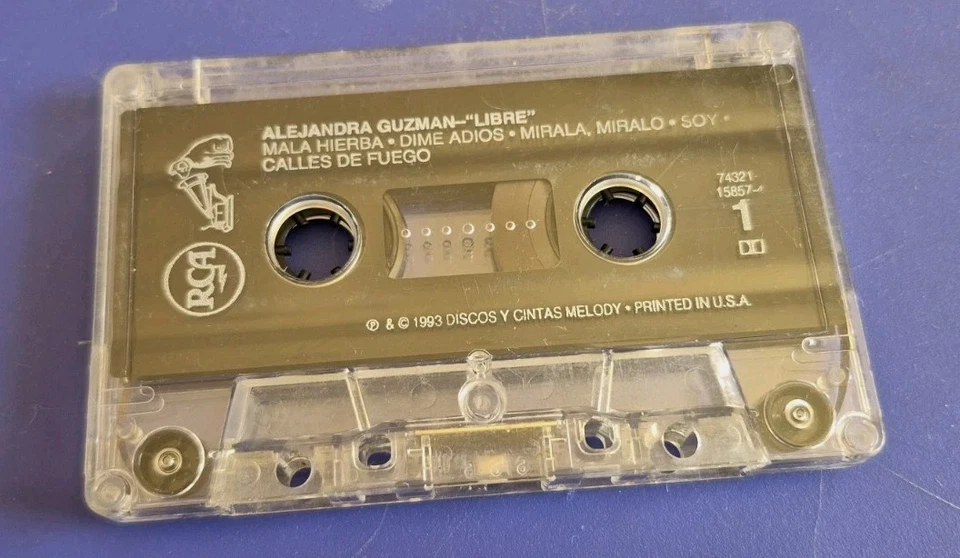 ALEJANDRA GUZMAN–"LIBRE"
MALA HIERBA • DIME ADIOS • MIRALA, MIRALO • SOY •
CALLES DE FUEGO
74321-
15857-4
1
RCA
℗ & © 1993 DISCOS Y CINTAS MELODY • PRINTED IN U.S.A.